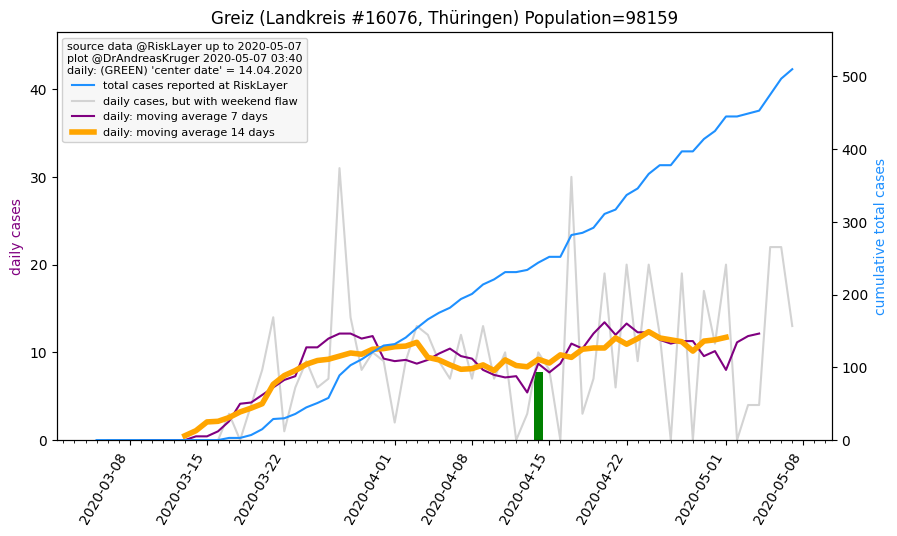 Greiz (Landkreis #16076, Thüringen) Population=98159
source data @RiskLayer up to 2020-05-07
plot @DrAndreasKruger 2020-05-07 03:40
daily: (GREEN) 'center date' = 14.04.2020
total cases reported at RiskLayer
daily cases, but with weekend flaw
daily: moving average 7 days
daily: moving average 14 days
daily cases
40
30
20
10
0
cumulative total cases
500
400
300
200
100
0
2020-03-08
2020-03-15
2020-03-22
2020-04-01
2020-04-08
2020-04-15
2020-04-22
2020-05-01
2020-05-08